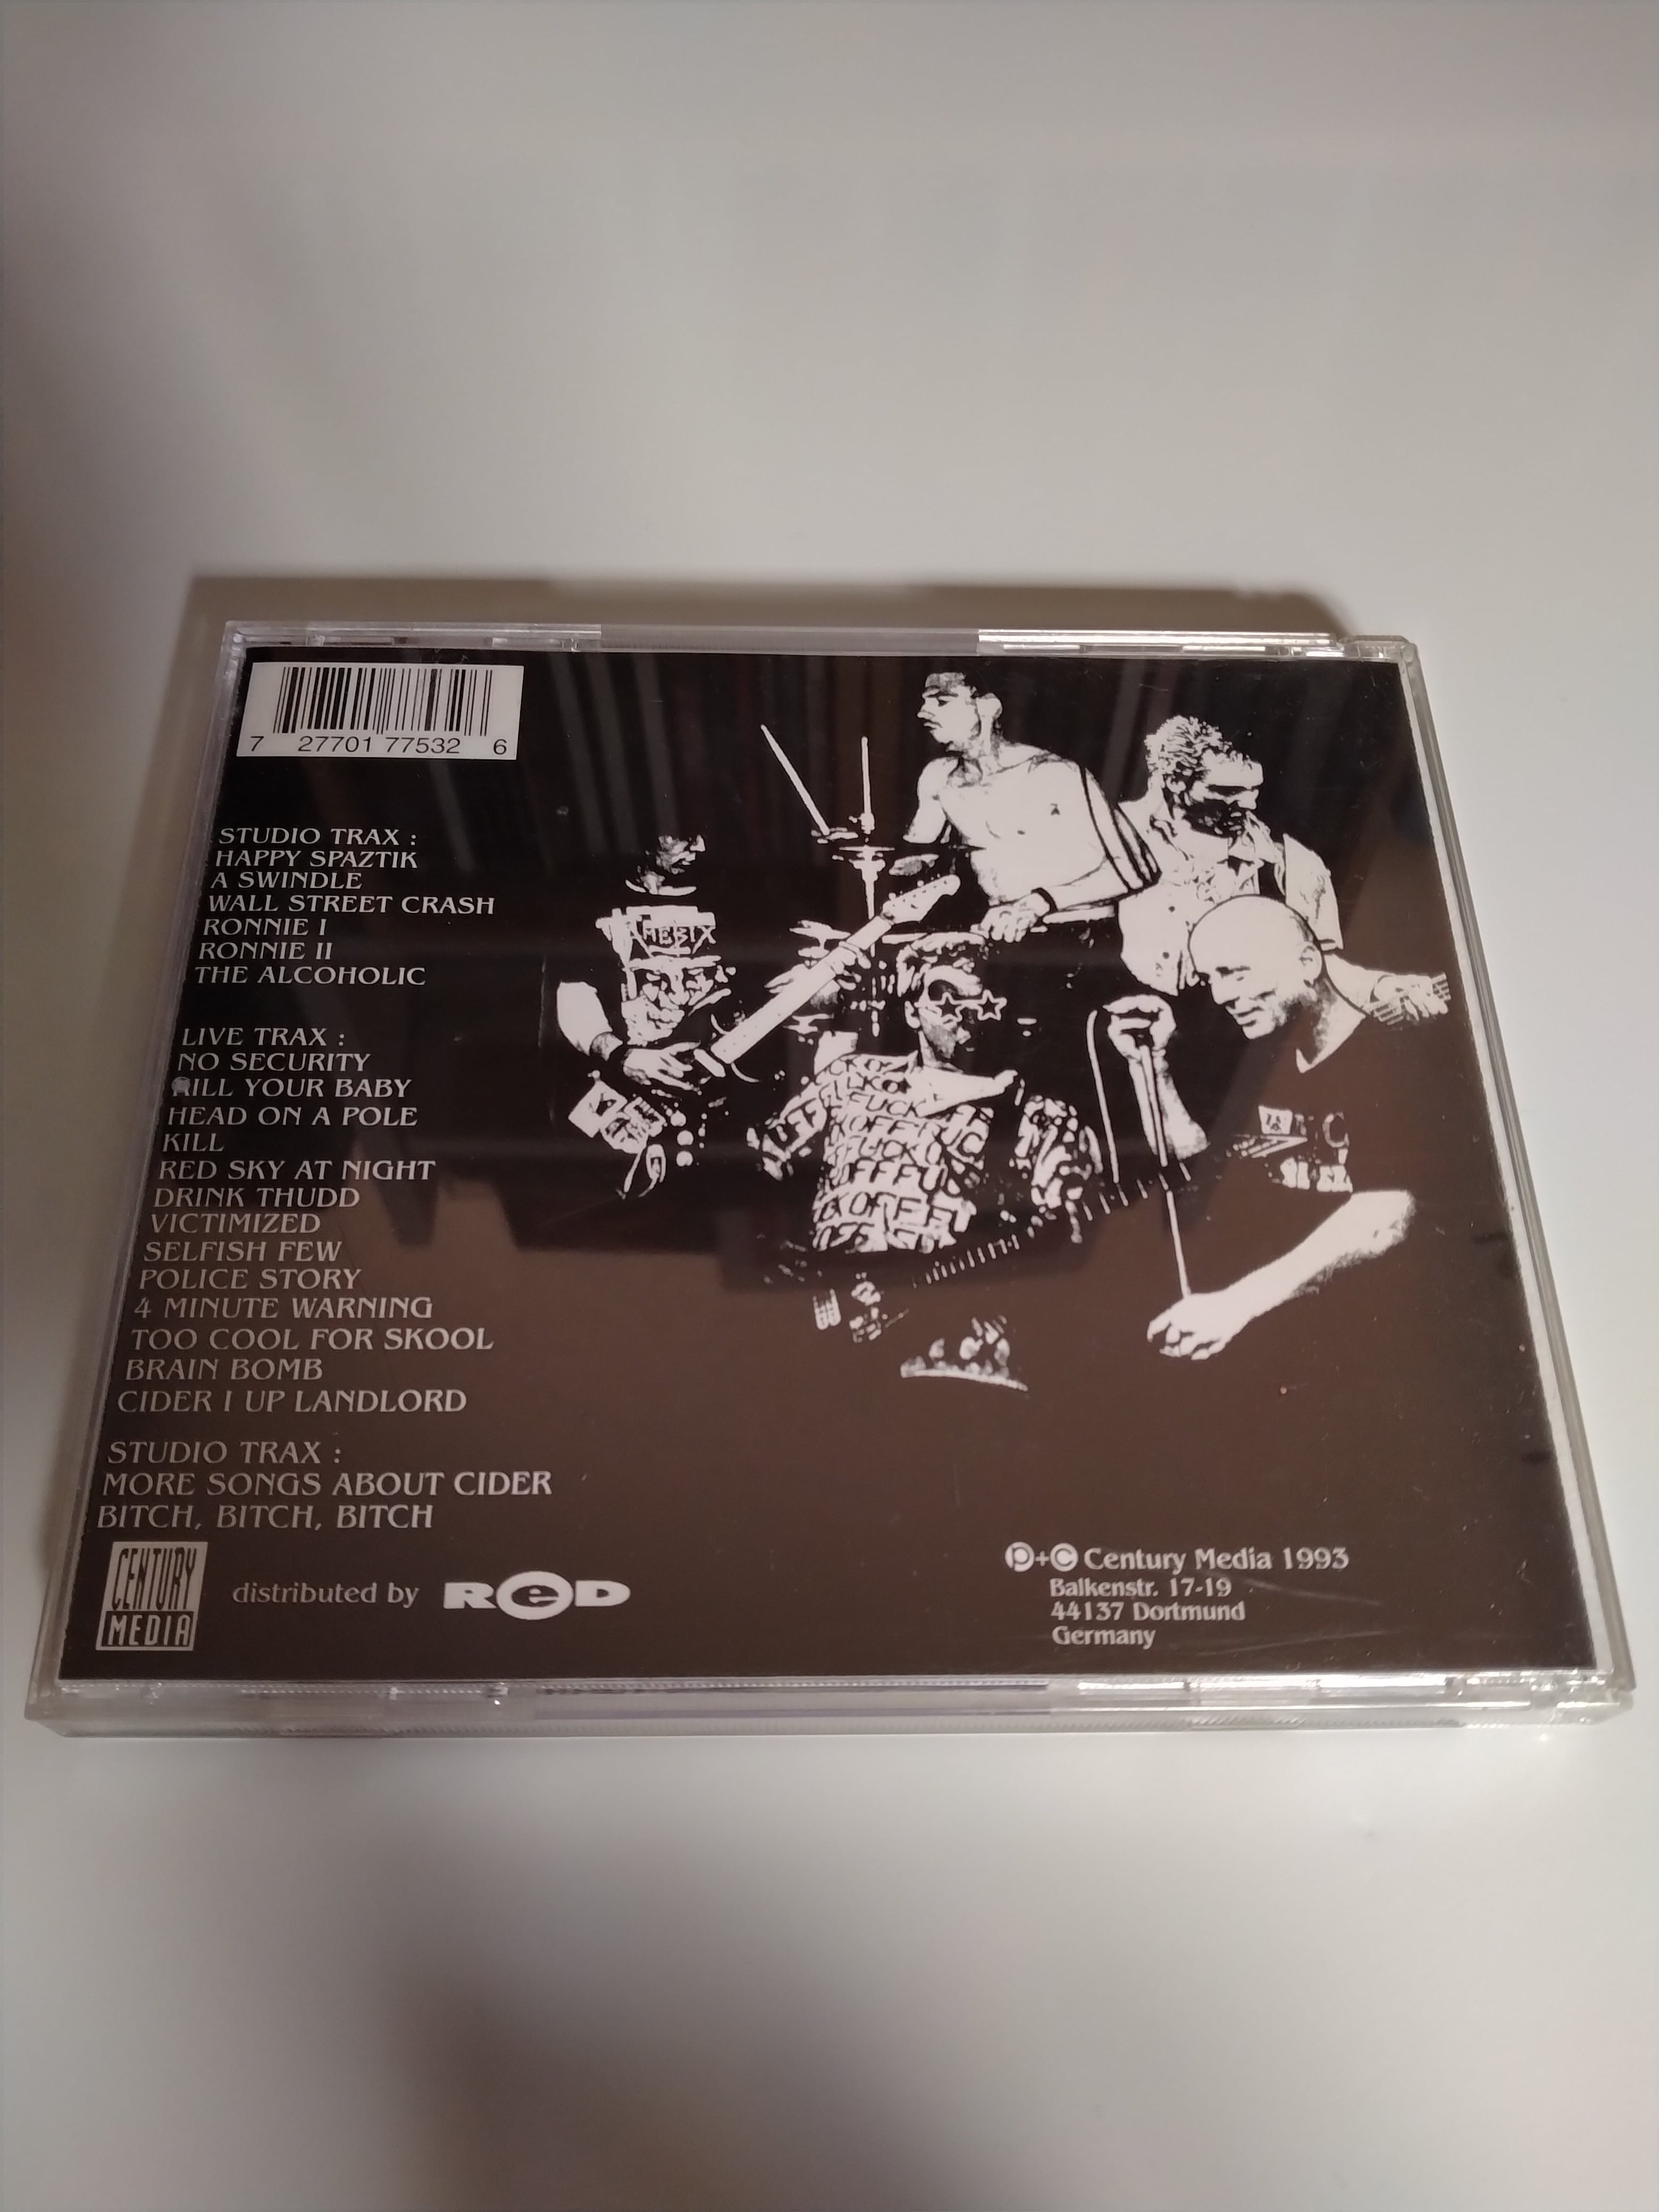 7 27701 77532 6
STUDIO TRAX :
HAPPY SPAZTIK
A SWINDLE
WALL STREET CRASH
RONNIE I
RONNIE II
THE ALCOHOLIC
LIVE TRAX :
NO SECURITY
KILL YOUR BABY
HEAD ON A POLE
KILL
RED SKY AT NIGHT
DRINK THUDD
VICTIMIZED
SELFISH FEW
POLICE STORY
4 MINUTE WARNING
TOO COOL FOR SKOOL
BRAIN BOMB
CIDER I UP LANDLORD
STUDIO TRAX :
MORE SONGS ABOUT CIDER
BITCH, BITCH, BITCH
CENTURY
MEDIA
distributed by ReD
℗+© Century Media 1993
Balkenstr. 17-19
44137 Dortmund
Germany
AMEBIX
FUCK